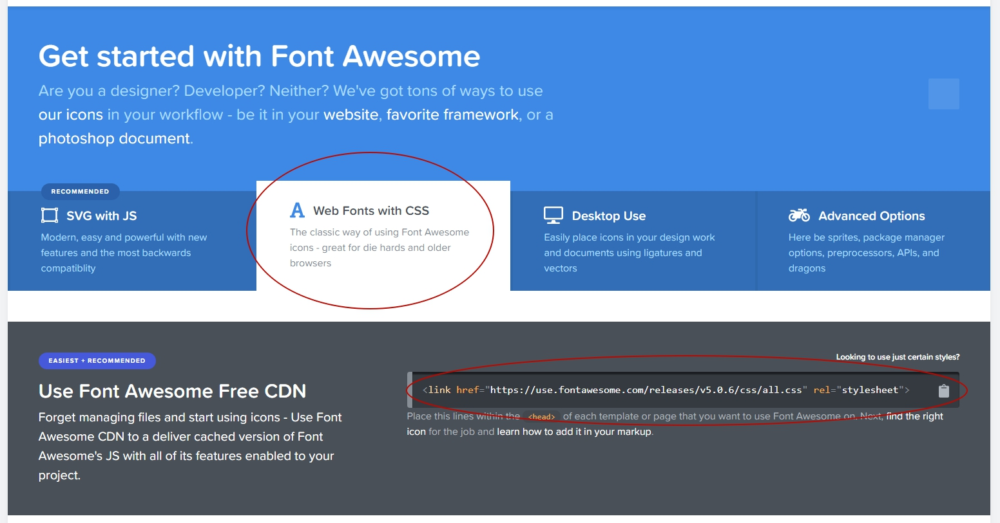 Get started with Font Awesome
Are you a designer? Developer? Neither? We've got tons of ways to use
our icons in your workflow - be it in your website, favorite framework, or a
photoshop document.
RECOMMENDED
SVG with JS
Modern, easy and powerful with new
features and the most backwards
compatiblity
Web Fonts with CSS
The classic way of using Font Awesome
icons - great for die hards and older
browsers
Desktop Use
Easily place icons in your design work
and documents using ligatures and
vectors
Advanced Options
Here be sprites, package manager
options, preprocessors, APIs, and
dragons
EASIEST + RECOMMENDED
Use Font Awesome Free CDN
Forget managing files and start using icons - Use Font
Awesome CDN to a deliver cached version of Font
Awesome's JS with all of its features enabled to your
project.
Looking to use just certain styles?
<link href="https://use.fontawesome.com/releases/v5.0.6/css/all.css" rel="stylesheet">
Place this lines within the <head> of each template or page that you want to use Font Awesome on. Next, find the right
icon for the job and learn how to add it in your markup.